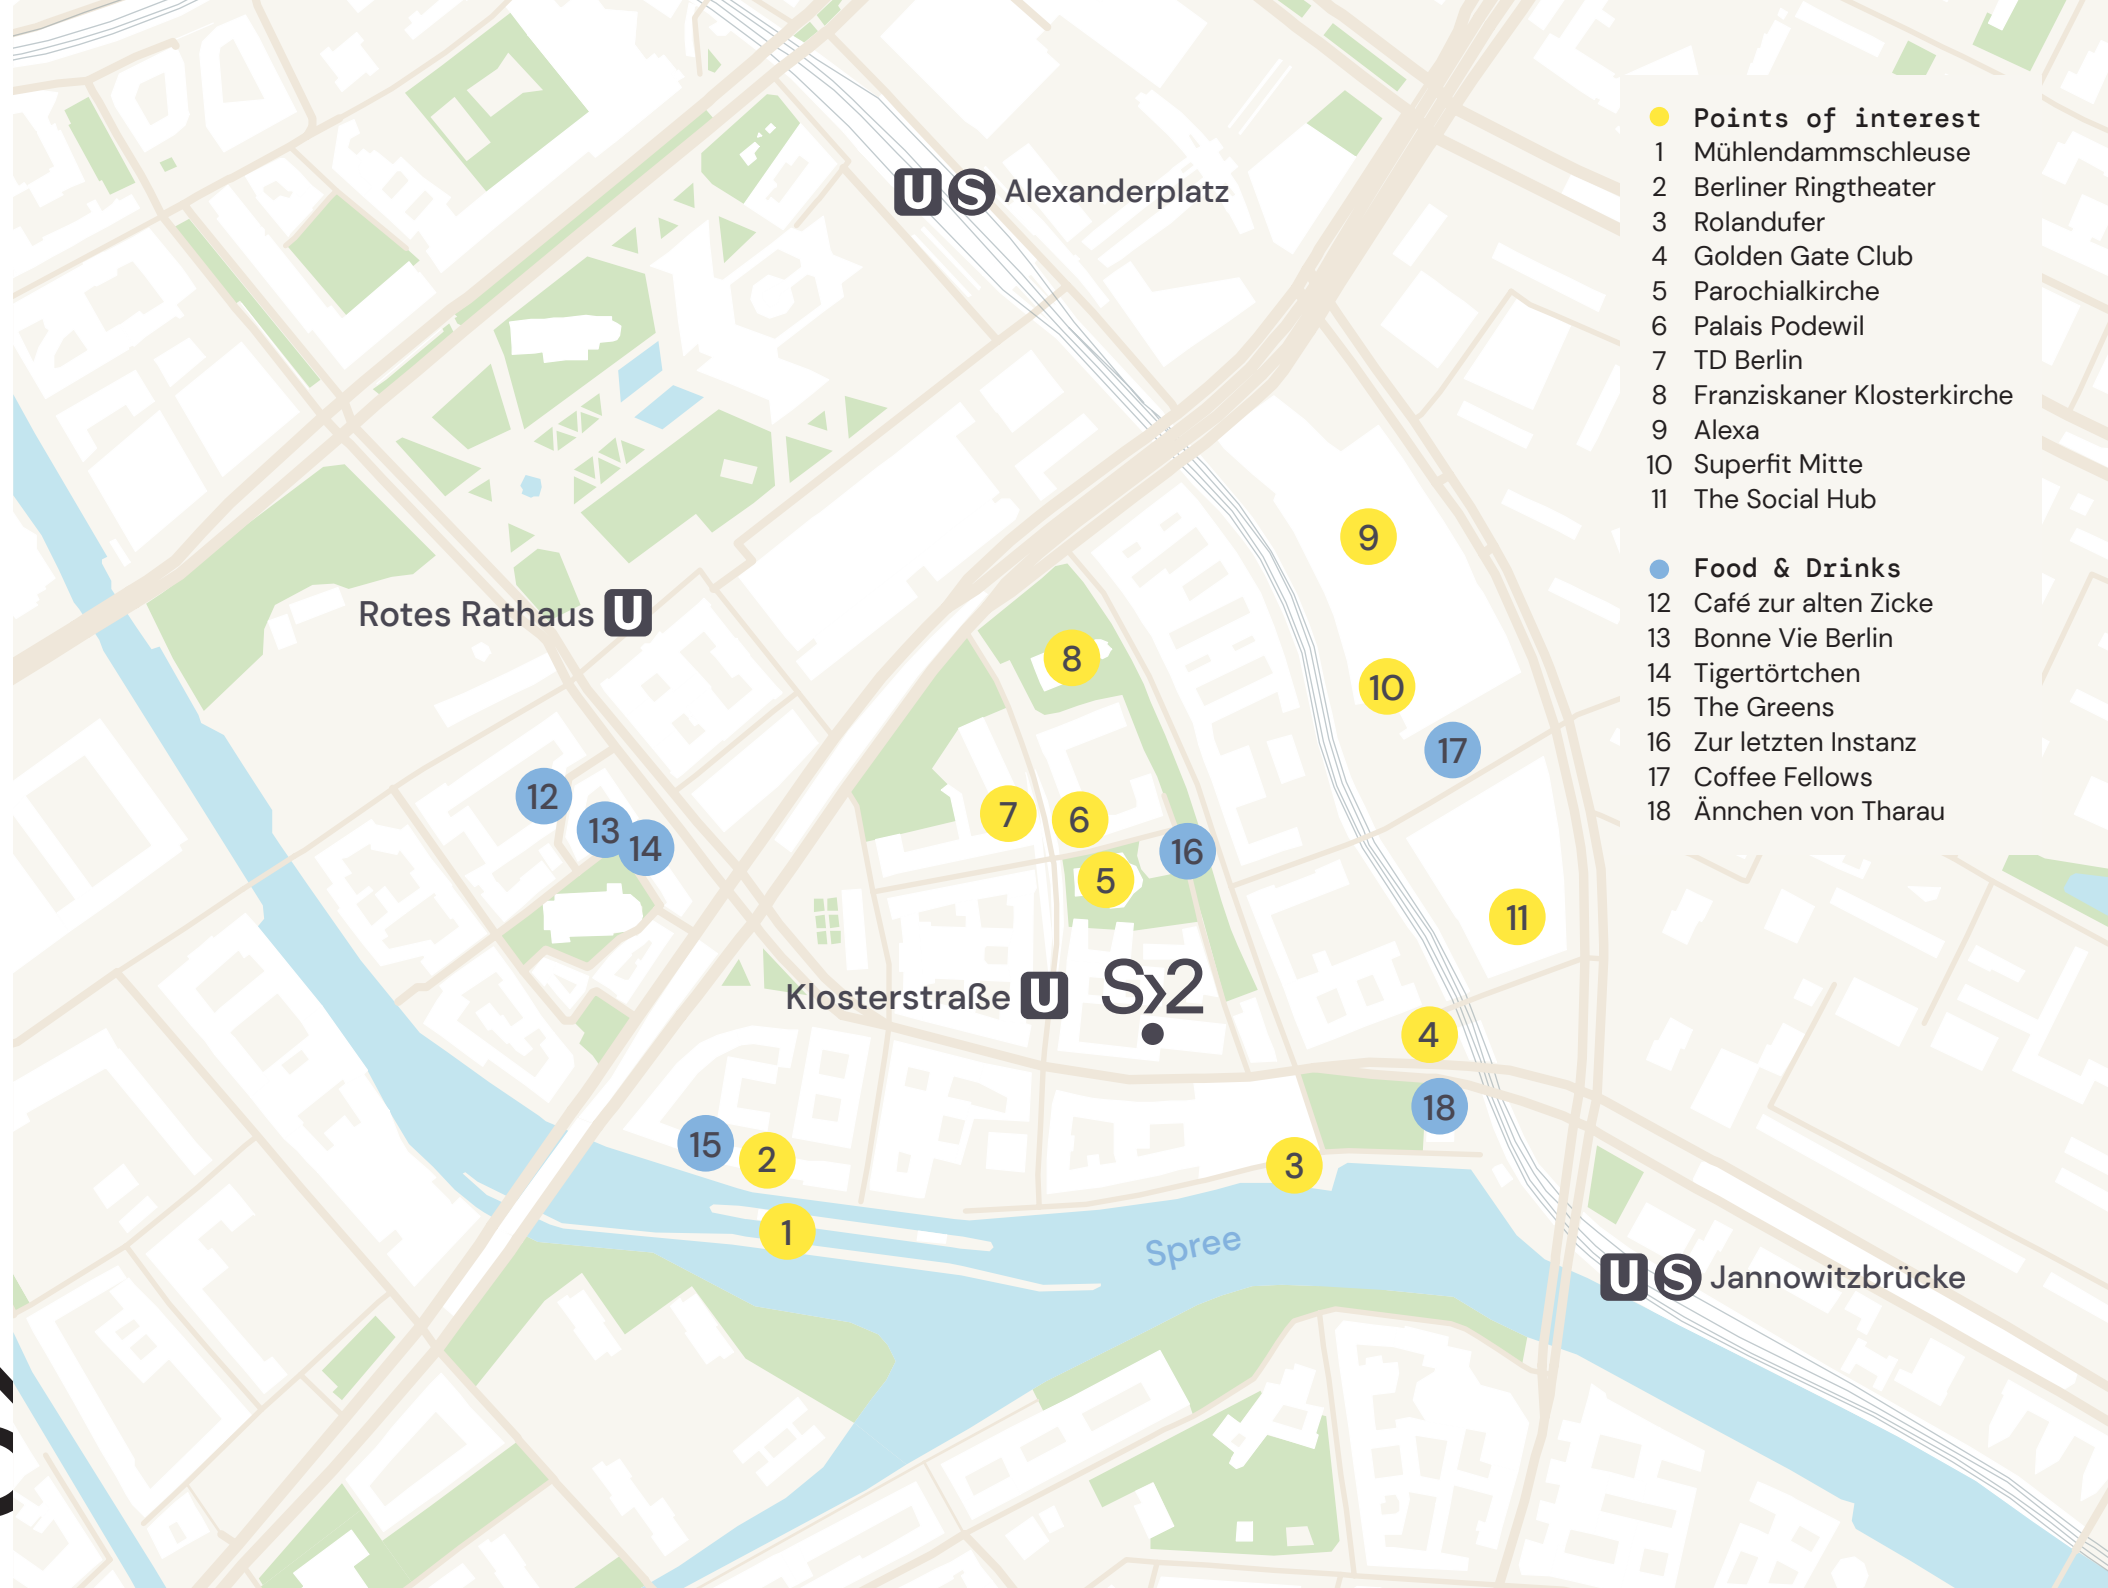 U S Alexanderplatz
Points of interest
1 Mühlendammschleuse
2 Berliner Ringtheater
3 Rolandufer
4 Golden Gate Club
5 Parochialkirche
6 Palais Podewil
7 TD Berlin
8 Franziskaner Klosterkirche
9 Alexa
10 Superfit Mitte
11 The Social Hub
Food & Drinks
12 Café zur alten Zicke
13 Bonne Vie Berlin
14 Tigertörtchen
15 The Greens
16 Zur letzten Instanz
17 Coffee Fellows
18 Ännchen von Tharau
9
Rotes Rathaus U
8
10
17
12
13
14
7
6
16
5
11
Klosterstraße U
S›2
4
18
15
2
3
1
Spree
U S Jannowitzbrücke